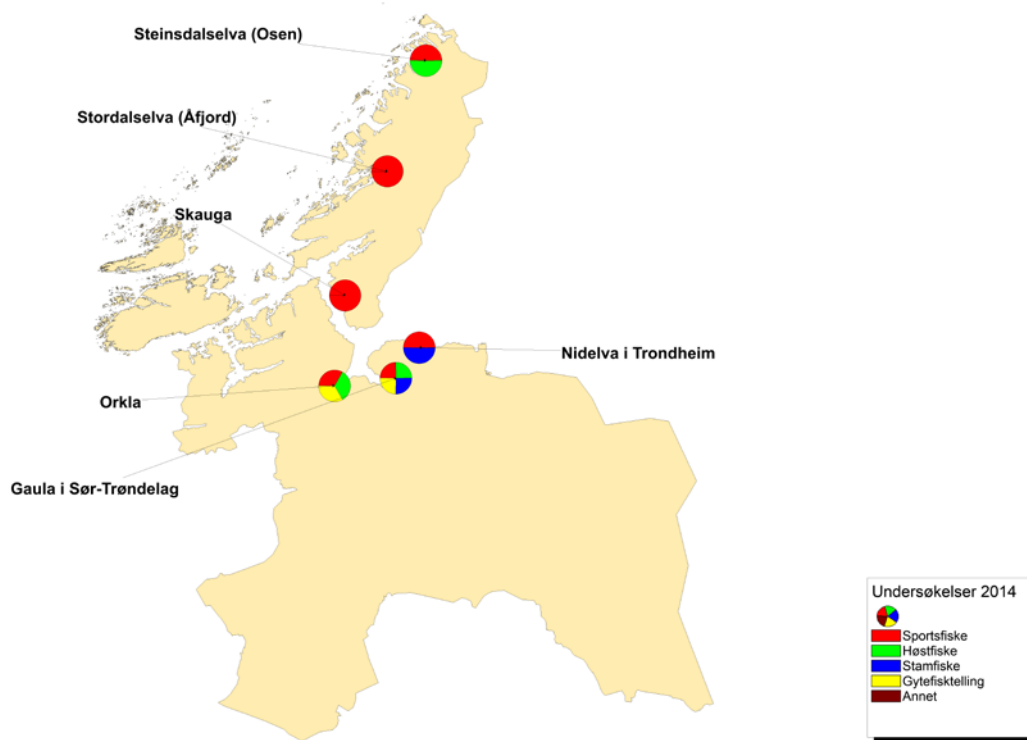 Steinsdalselva (Osen)
Stordalselva (Åfjord)
Skauga
Nidelva i Trondheim
Orkla
Gaula i Sør-Trøndelag
Undersøkelser 2014
Sportsfiske
Høstfiske
Stamfiske
Gytefisktelling
Annet